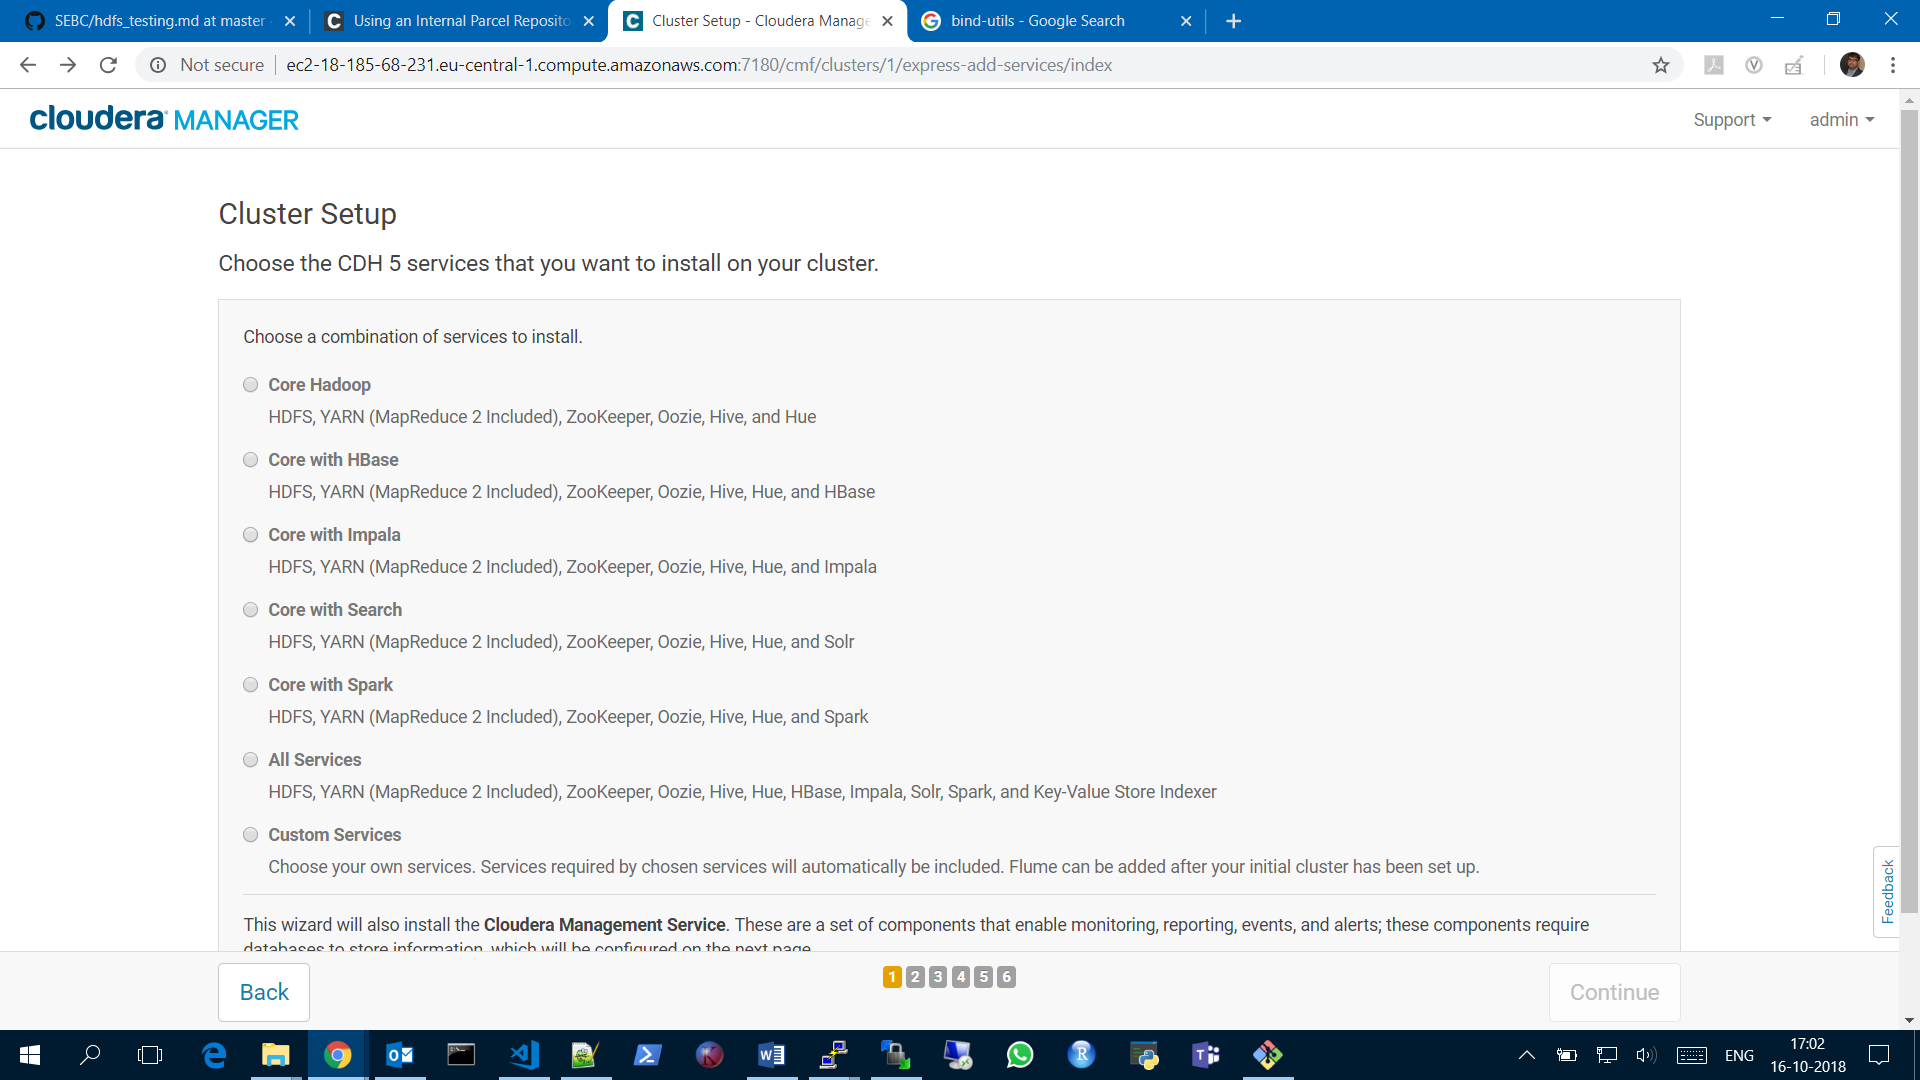 SEBC/hdfs_testing.md at master
Using an Internal Parcel Reposito
Cluster Setup - Cloudera Manage
bind-utils - Google Search
Not secure
ec2-18-185-68-231.eu-central-1.compute.amazonaws.com:7180/cmf/clusters/1/express-add-services/index
cloudera MANAGER
Support
admin
Cluster Setup
Choose the CDH 5 services that you want to install on your cluster.
Choose a combination of services to install.
Core Hadoop
HDFS, YARN (MapReduce 2 Included), ZooKeeper, Oozie, Hive, and Hue
Core with HBase
HDFS, YARN (MapReduce 2 Included), ZooKeeper, Oozie, Hive, Hue, and HBase
Core with Impala
HDFS, YARN (MapReduce 2 Included), ZooKeeper, Oozie, Hive, Hue, and Impala
Core with Search
HDFS, YARN (MapReduce 2 Included), ZooKeeper, Oozie, Hive, Hue, and Solr
Core with Spark
HDFS, YARN (MapReduce 2 Included), ZooKeeper, Oozie, Hive, Hue, and Spark
All Services
HDFS, YARN (MapReduce 2 Included), ZooKeeper, Oozie, Hive, Hue, HBase, Impala, Solr, Spark, and Key-Value Store Indexer
Custom Services
Choose your own services. Services required by chosen services will automatically be included. Flume can be added after your initial cluster has been set up.
This wizard will also install the Cloudera Management Service. These are a set of components that enable monitoring, reporting, events, and alerts; these components require
databases to store information, which will be configured on the next page.
Feedback
Back
1 2 3 4 5 6
Continue
ENG
17:02
16-10-2018